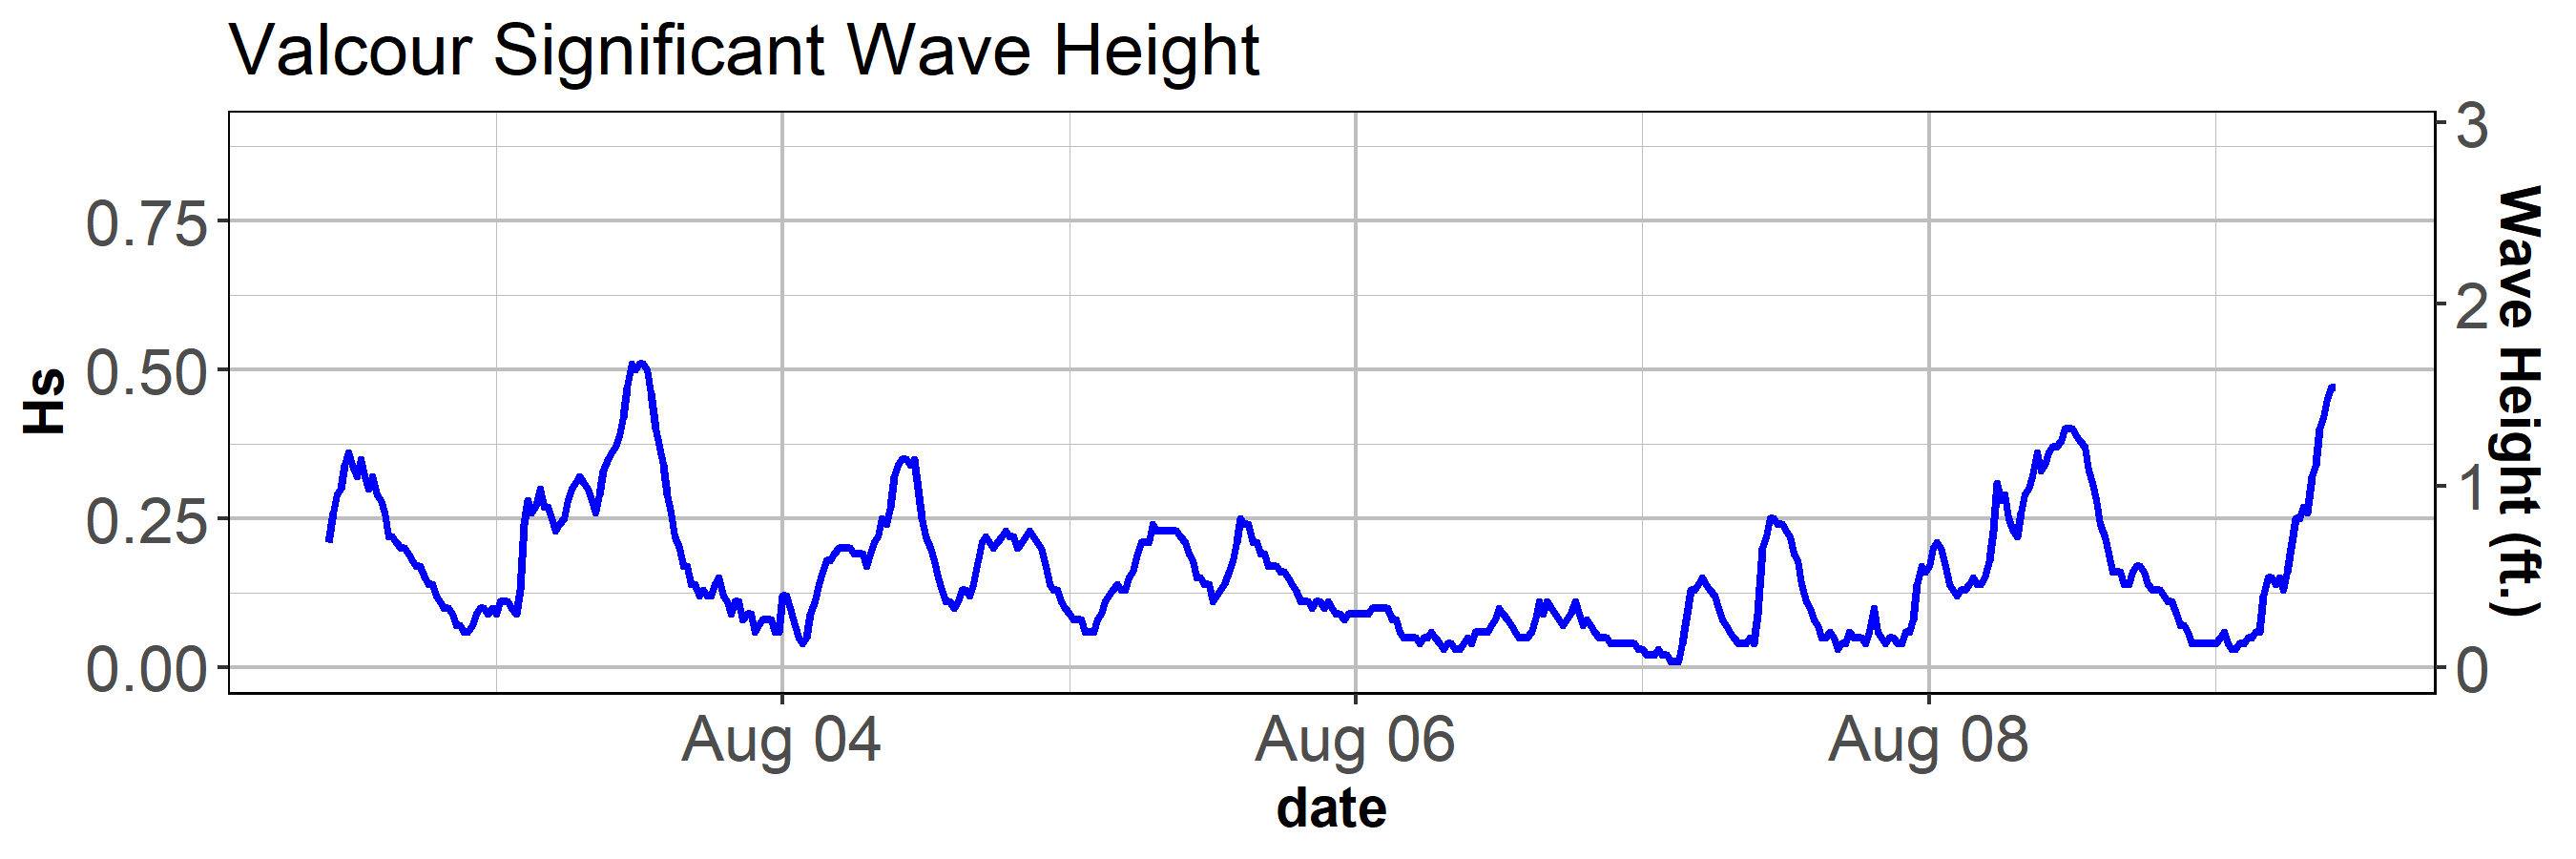 Valcour Significant Wave Height
Hs
0.75
0.50
0.25
0.00
3
2
1
0
Wave Height (ft.)
Aug 04
Aug 06
Aug 08
date